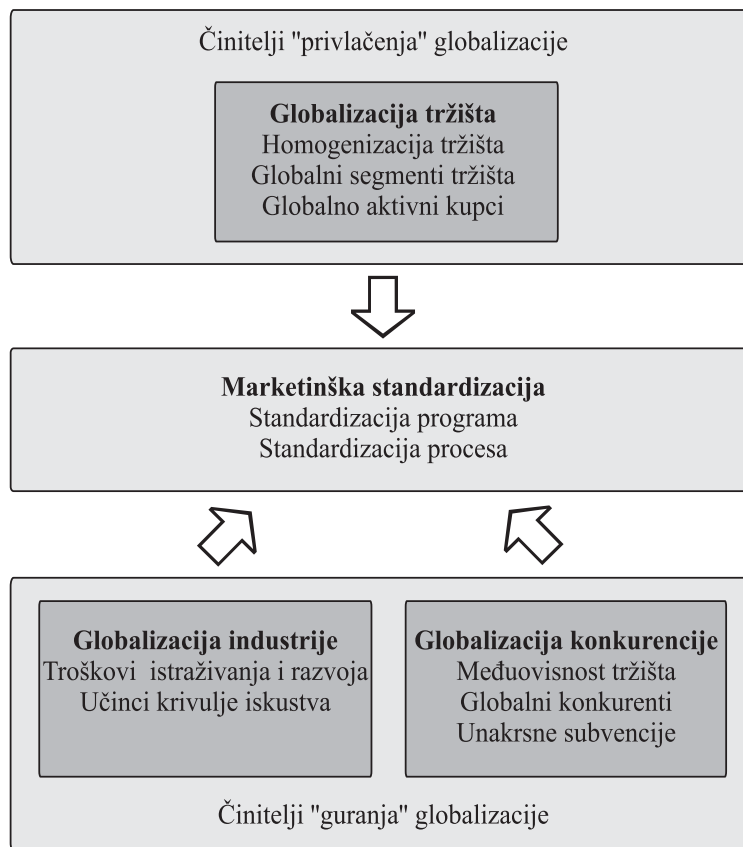 Činitelji "privlačenja" globalizacije
Globalizacija tržišta
Homogenizacija tržišta
Globalni segmenti tržišta
Globalno aktivni kupci
Marketinška standardizacija
Standardizacija programa
Standardizacija procesa
Globalizacija industrije
Troškovi istraživanja i razvoja
Učinci krivulje iskustva
Globalizacija konkurencije
Međuovisnost tržišta
Globalni konkurenti
Unakrsne subvencije
Činitelji "guranja" globalizacije